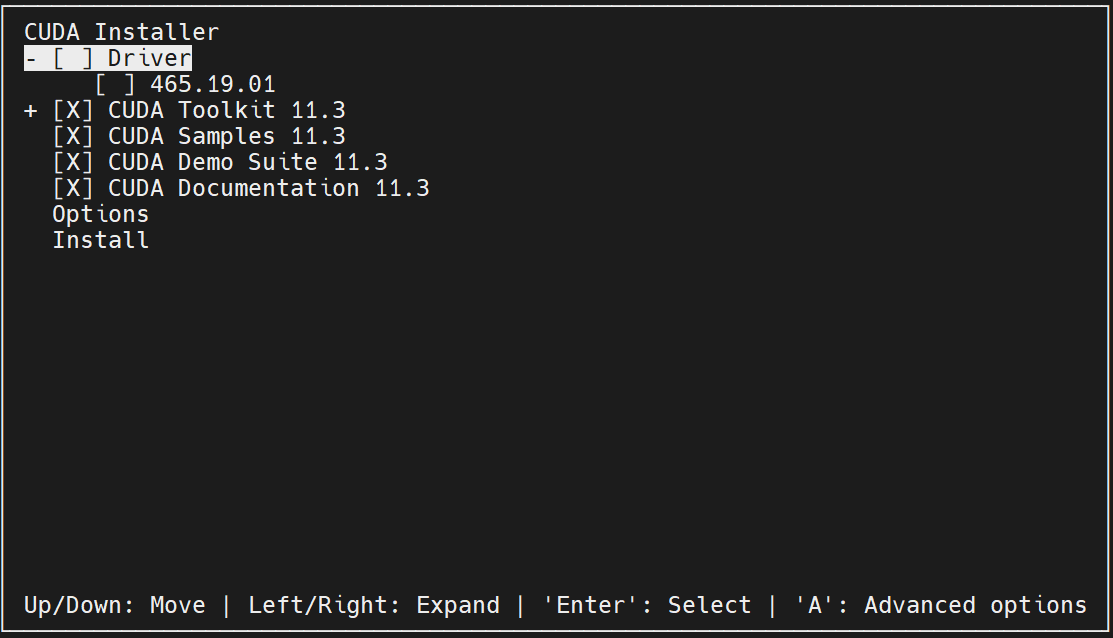 CUDA Installer
- [ ] Driver
[ ] 465.19.01
+ [X] CUDA Toolkit 11.3
[X] CUDA Samples 11.3
[X] CUDA Demo Suite 11.3
[X] CUDA Documentation 11.3
Options
Install
Up/Down: Move | Left/Right: Expand | 'Enter': Select | 'A': Advanced options